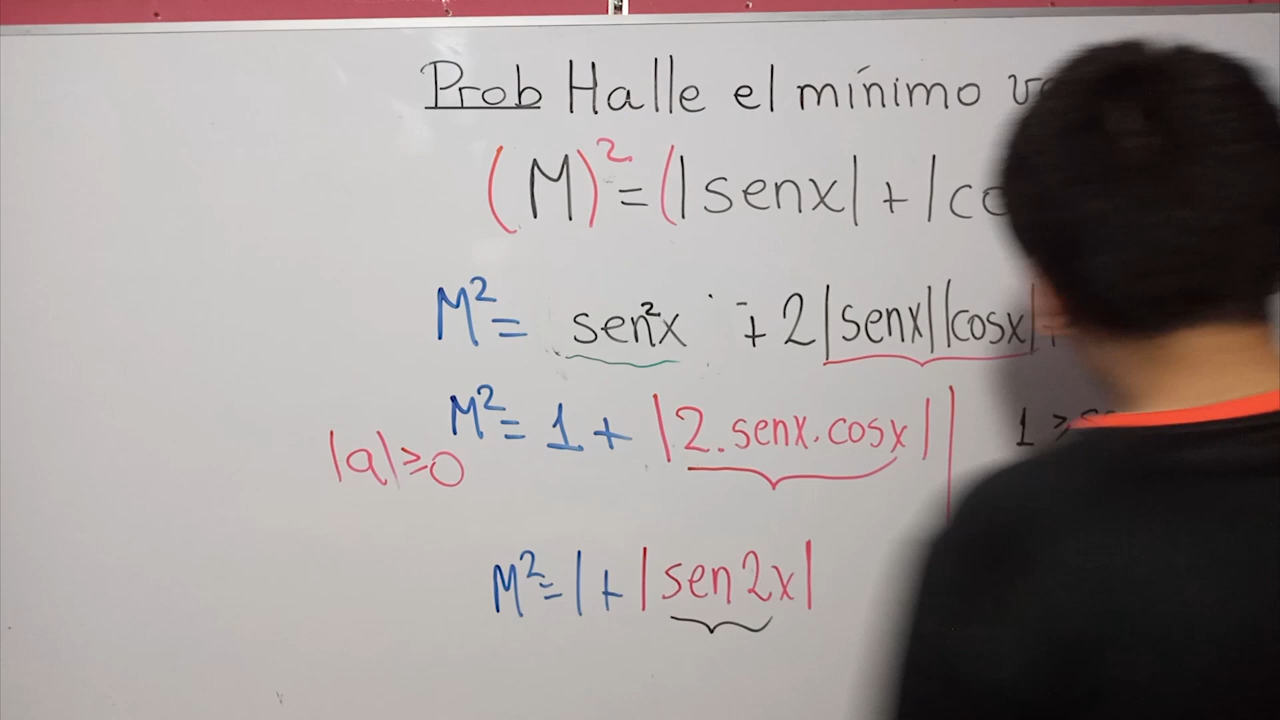 Prob Halle el mínimo
(M)² = (|senx| + |co
M² = sen²x + 2|senx||cosx| +
M² = 1 + |2.senx.cosx|
|a| ≥ 0
1 ≥
M² = 1 + |sen2x|